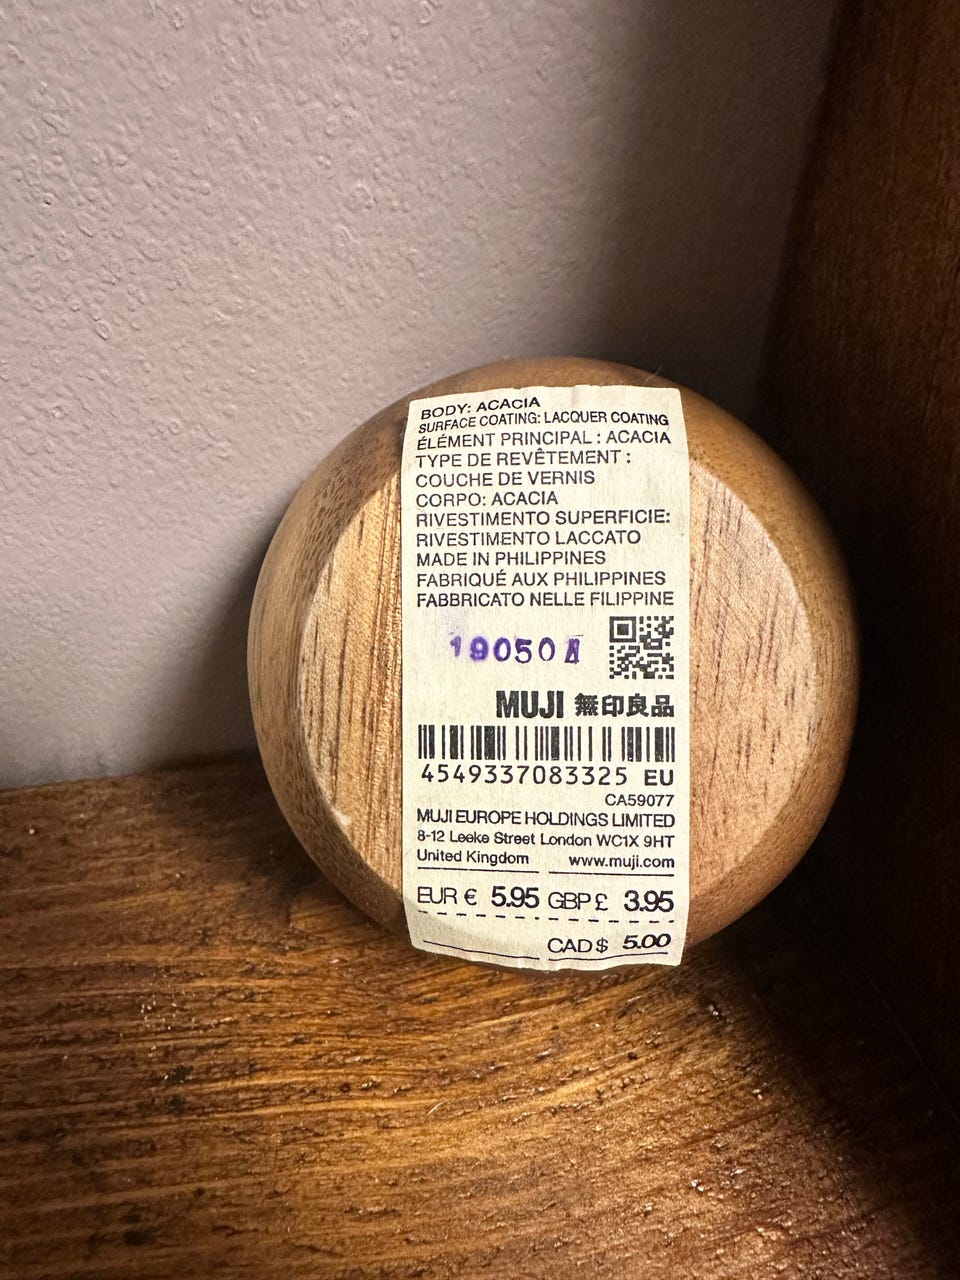 BODY: ACACIA
SURFACE COATING: LACQUER COATING
ÉLÉMENT PRINCIPAL : ACACIA
TYPE DE REVÊTEMENT :
COUCHE DE VERNIS
CORPO: ACACIA
RIVESTIMENTO SUPERFICIE:
RIVESTIMENTO LACCATO
MADE IN PHILIPPINES
FABRIQUÉ AUX PHILIPPINES
FABBRICATO NELLE FILIPPINE
19050
MUJI 無印良品
4549337083325 EU
CA59077
MUJI EUROPE HOLDINGS LIMITED
8-12 Leeke Street London WC1X 9HT
United Kingdom www.muji.com
EUR € 5.95 GBP £ 3.95
CAD $ 5.00